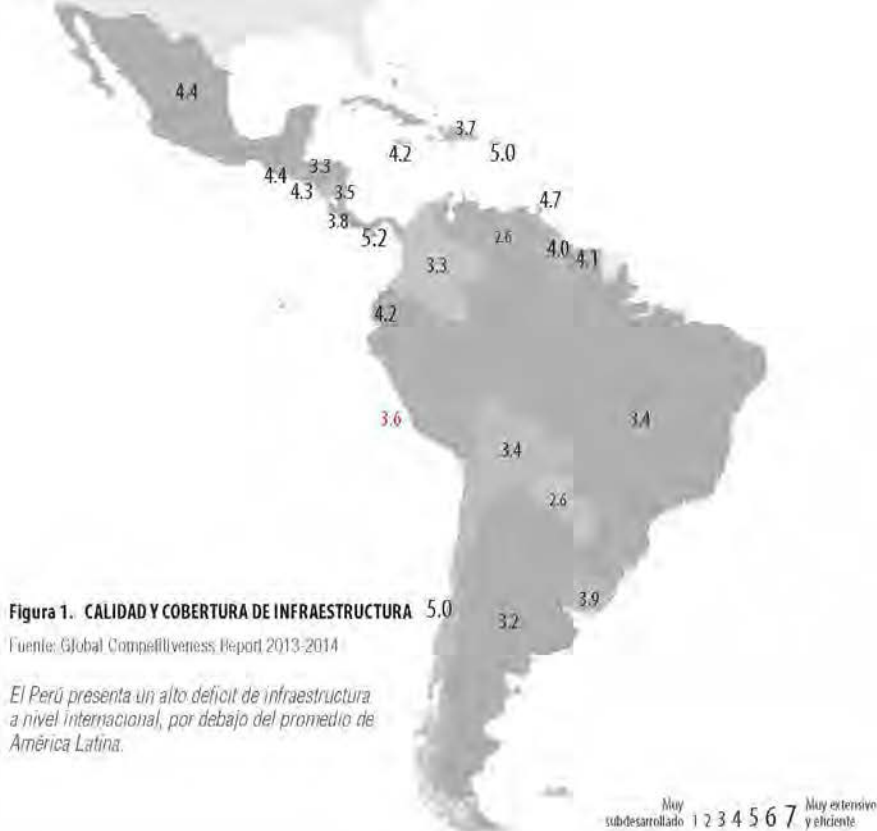 4.4
3.7
4.2
5.0
3.3
4.4
4.3
3.5
4.7
3.8
5.2
2.6
4.0
4.1
3.3
4.2
3.6
3.4
3.4
2.6
3.9
Figura 1. CALIDAD Y COBERTURA DE INFRAESTRUCTURA
5.0
3.2
Fuente: Global Competitiveness Report 2013-2014
El Perú presenta un alto deficit de infraestructura
a nivel internacional, por debajo del promedio de
América Latina.
Muy
subdesarrollado
1 2 3 4 5 6 7
Muy extensivo
y eficiente